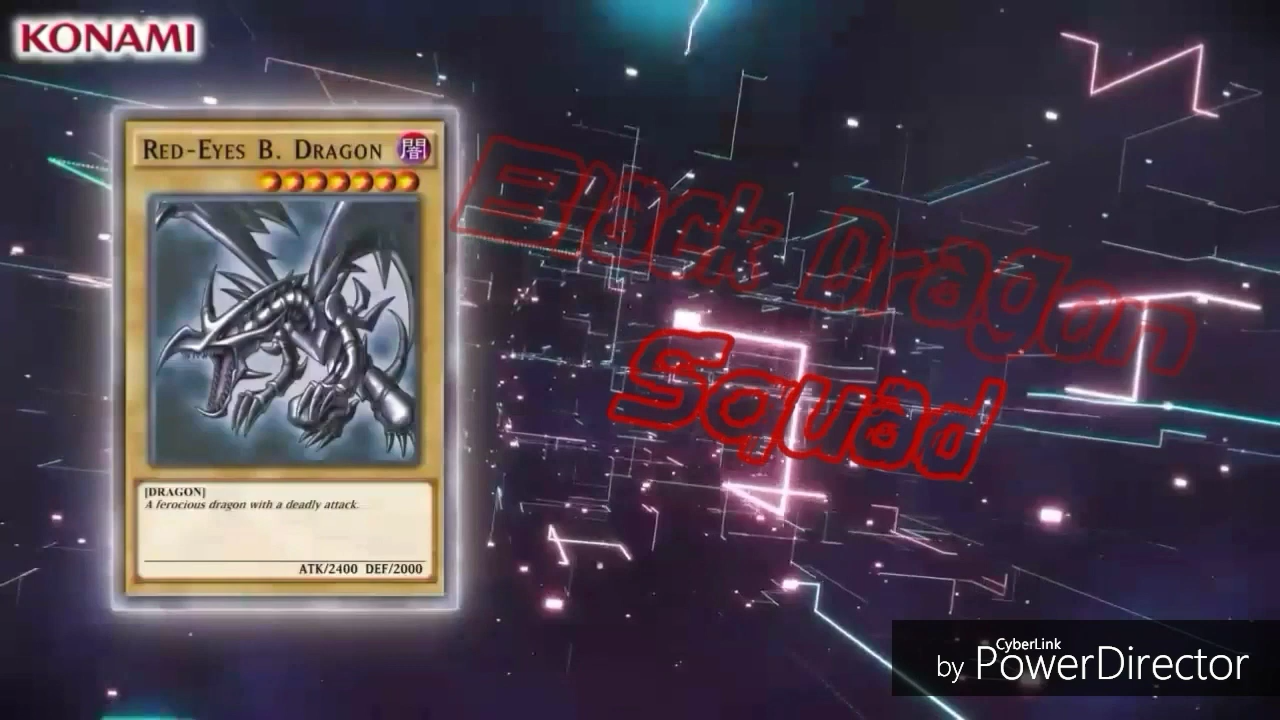 KONAMI
RED-EYES B. DRAGON 闇
[DRAGON]
A ferocious dragon with a deadly attack.
ATK/2400 DEF/2000
Black Dragon
Squad
CyberLink
by PowerDirector